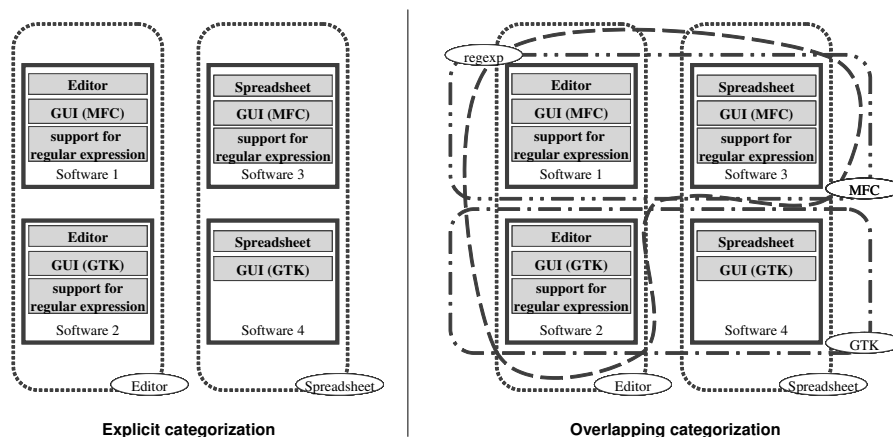 Editor
GUI (MFC)
support for
regular expression
Software 1
Spreadsheet
GUI (MFC)
support for
regular expression
Software 3
Editor
GUI (GTK)
support for
regular expression
Software 2
Spreadsheet
GUI (GTK)
Software 4
Editor
Spreadsheet
Explicit categorization
regexp
Editor
GUI (MFC)
support for
regular expression
Software 1
Spreadsheet
GUI (MFC)
support for
regular expression
Software 3
MFC
Editor
GUI (GTK)
support for
regular expression
Software 2
Spreadsheet
GUI (GTK)
Software 4
GTK
Editor
Spreadsheet
Overlapping categorization